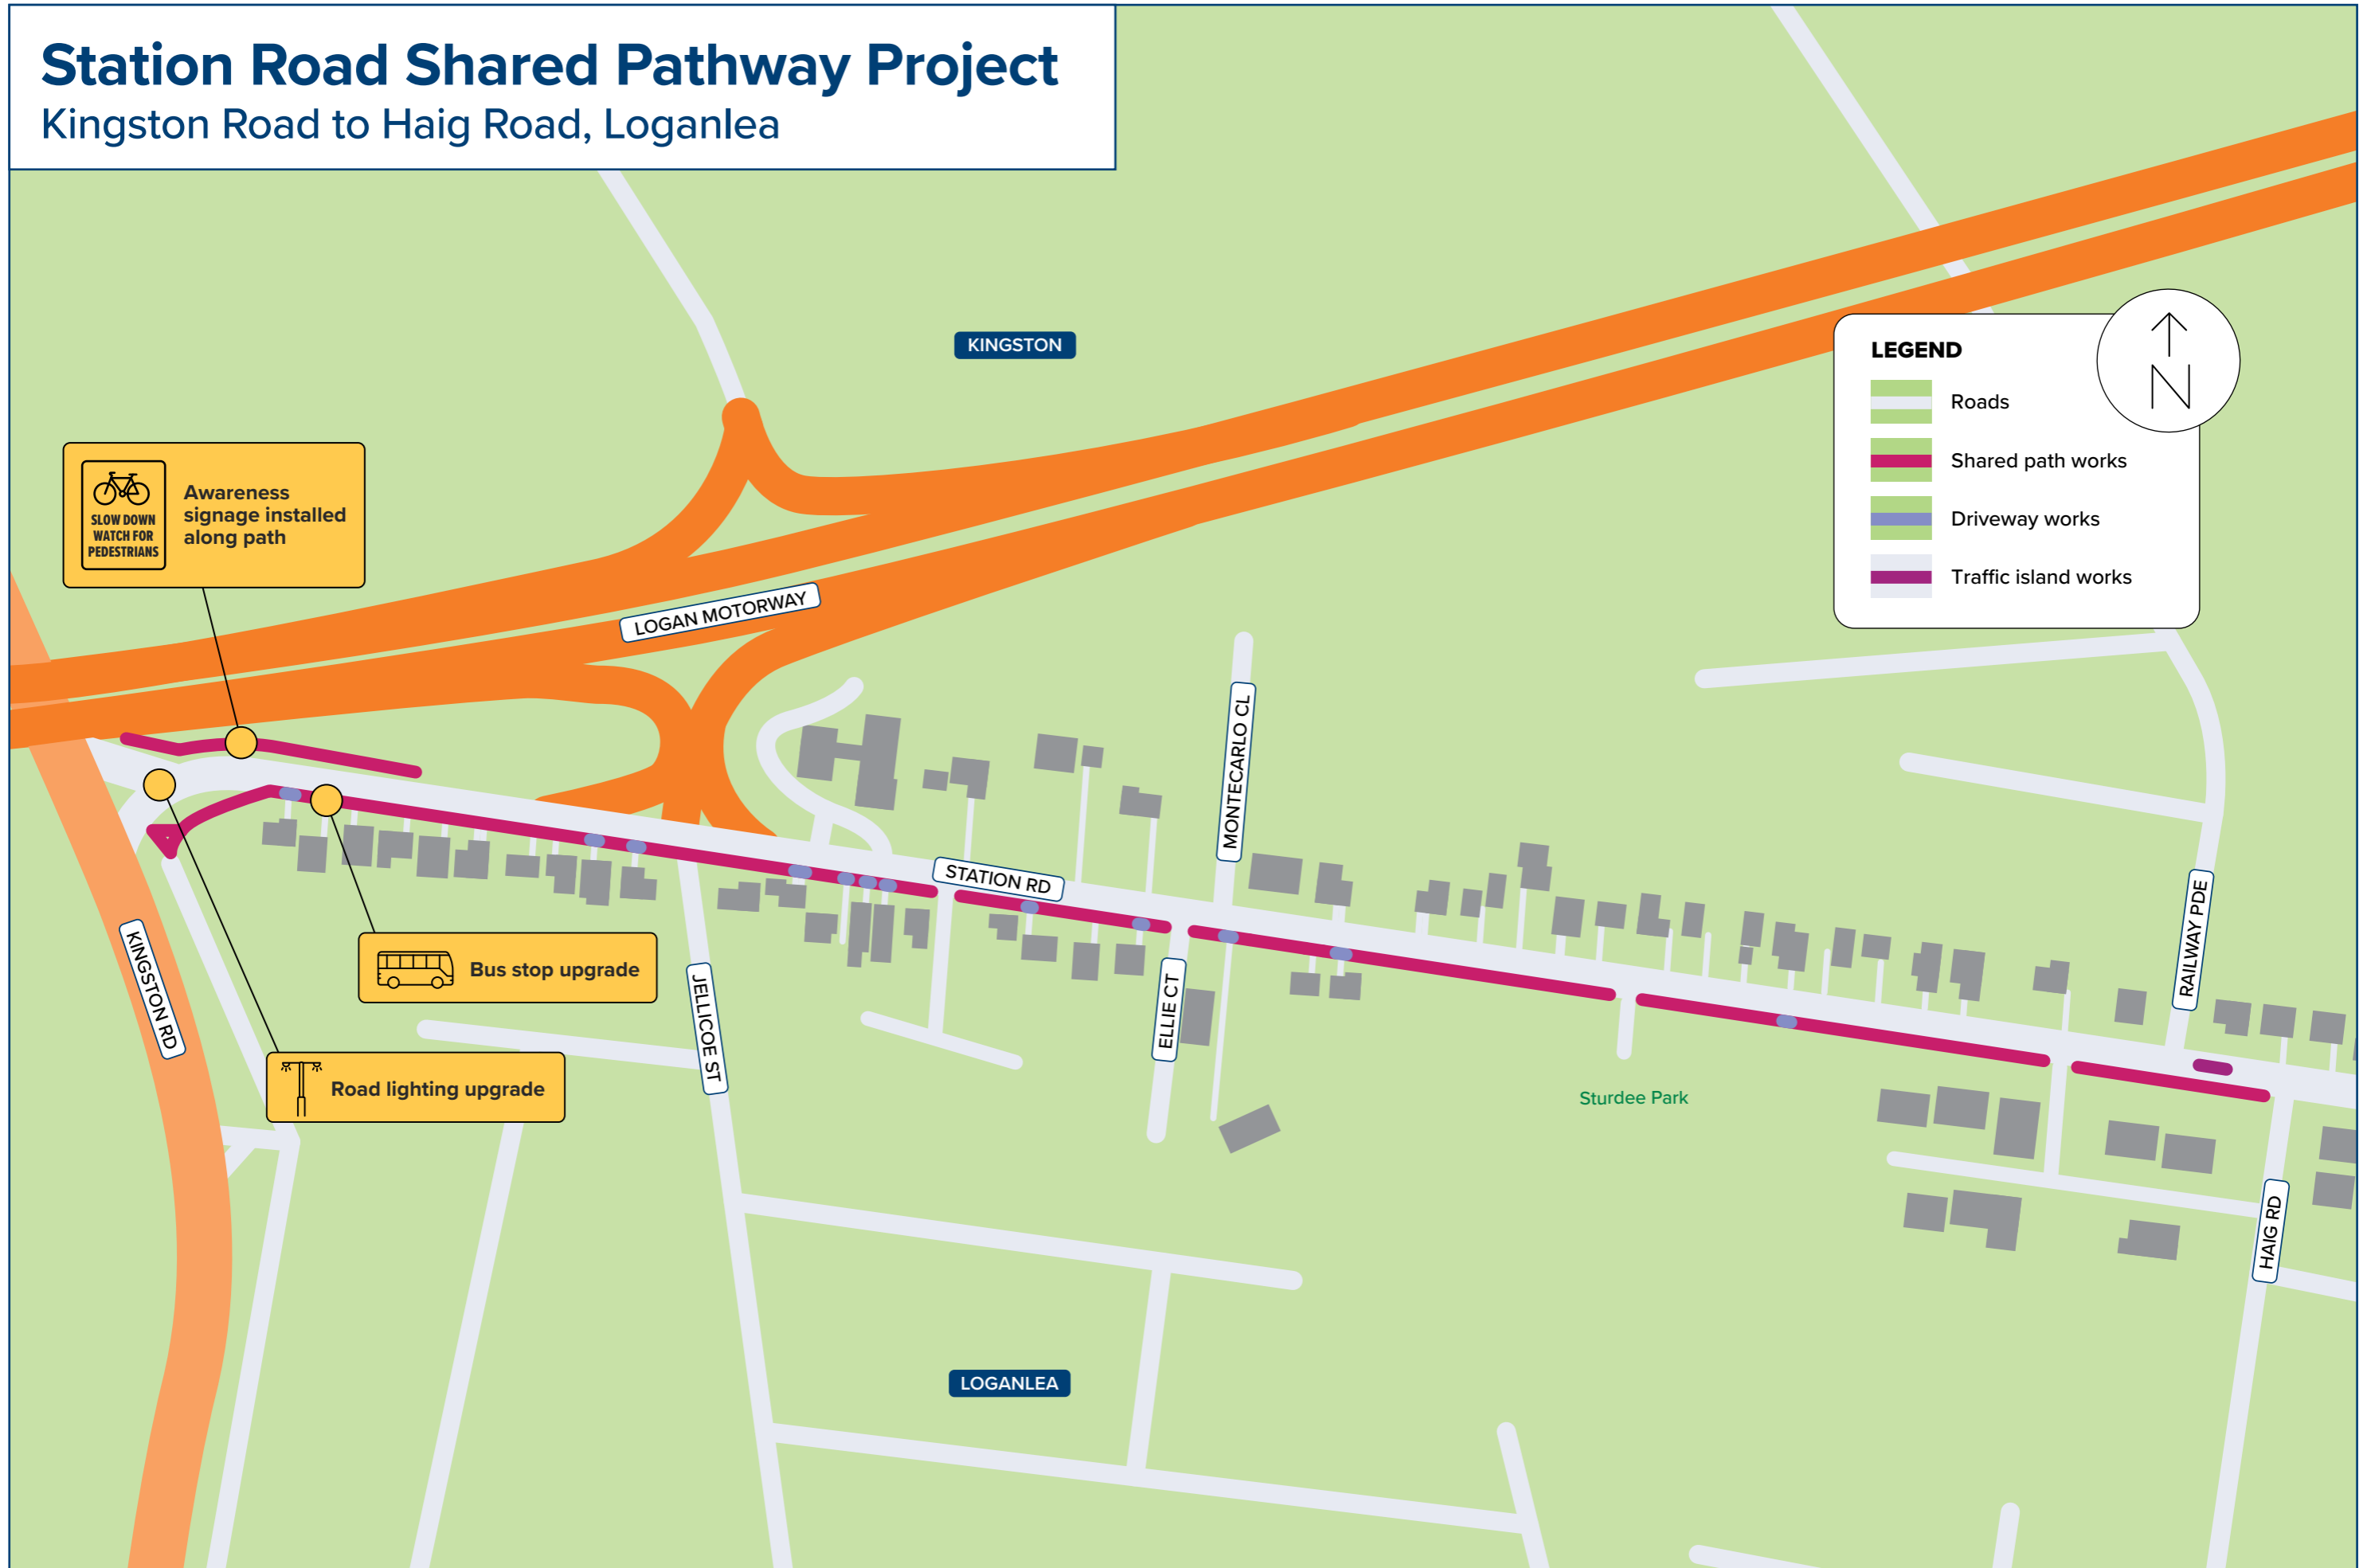 Station Road Shared Pathway Project
Kingston Road to Haig Road, Loganlea
KINGSTON
LEGEND
N
Roads
Shared path works
Driveway works
Traffic island works
SLOW DOWN
WATCH FOR
PEDESTRIANS
Awareness
signage installed
along path
LOGAN MOTORWAY
MONTECARLO CL
STATION RD
RAILWAY PDE
KINGSTON RD
Bus stop upgrade
JELLICOE ST
ELLIE CT
Road lighting upgrade
Sturdee Park
HAIG RD
LOGANLEA